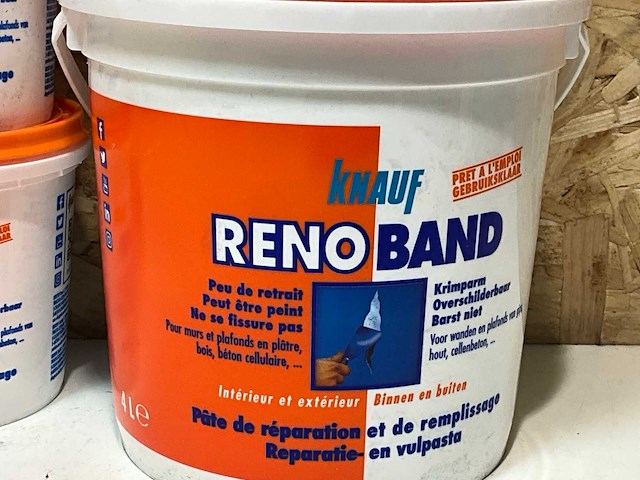 KNAUF
PRET A L'EMPLOI
GEBRUIKSKLAAR
RENOBAND
Peu de retrait
Peut être peint
Ne se fissure pas
Pour murs et plafonds en plâtre,
bois, béton cellulaire, ...
Krimparm
Overschilderbaar
Barst niet
Voor wanden en plafonds van
hout, cellenbeton, ...
Intérieur et extérieur Binnen en buiten
4 L e
Pâte de réparation et de remplissage
Reparatie- en vulpasta